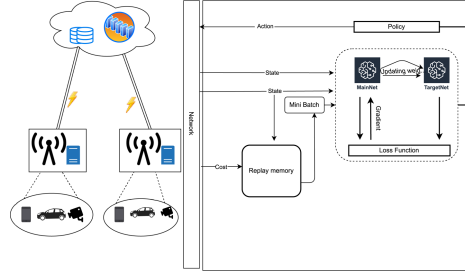 Action
Policy
State
Updating weig
MainNet
TargetNet
State
Mini Batch
Gradient
Network
Loss Function
Cost
Replay memory